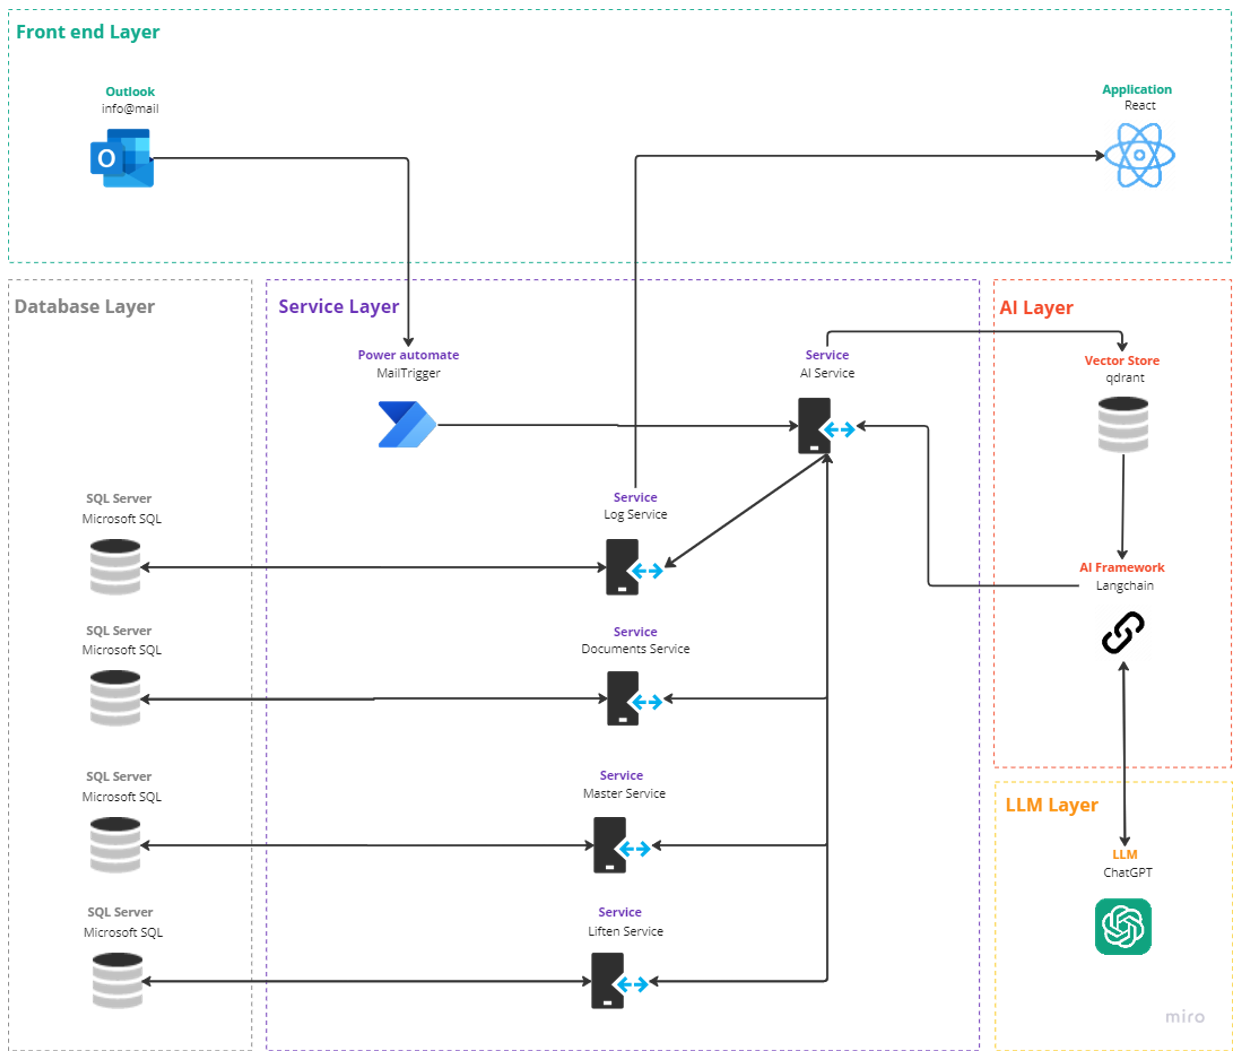 Front end Layer
Outlook
info@mail
O
Application
React
Database Layer
Service Layer
AI Layer
Power automate
MailTrigger
Service
AI Service
Vector Store
qdrant
SQL Server
Microsoft SQL
Service
Log Service
AI Framework
Langchain
SQL Server
Microsoft SQL
Service
Documents Service
SQL Server
Microsoft SQL
Service
Master Service
LLM Layer
LLM
ChatGPT
SQL Server
Microsoft SQL
Service
Liften Service
miro